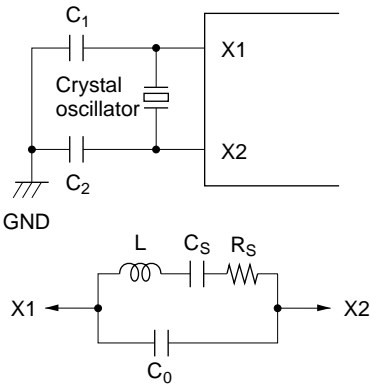 C1
X1
Crystal
oscillator
X2
C2
GND
L CS RS
X1 X2
C0